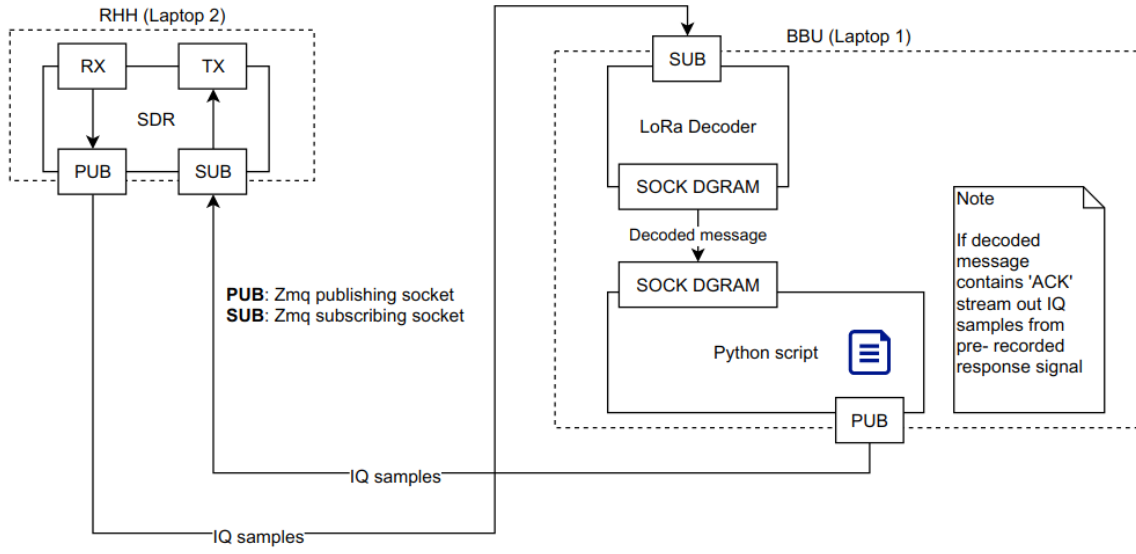 RHH (Laptop 2)
RX
TX
SDR
PUB
SUB
BBU (Laptop 1)
SUB
LoRa Decoder
SOCK DGRAM
Decoded message
SOCK DGRAM
Python script
PUB
Note
If decoded
message
contains 'ACK'
stream out IQ
samples from
pre- recorded
response signal
PUB: Zmq publishing socket
SUB: Zmq subscribing socket
IQ samples
IQ samples